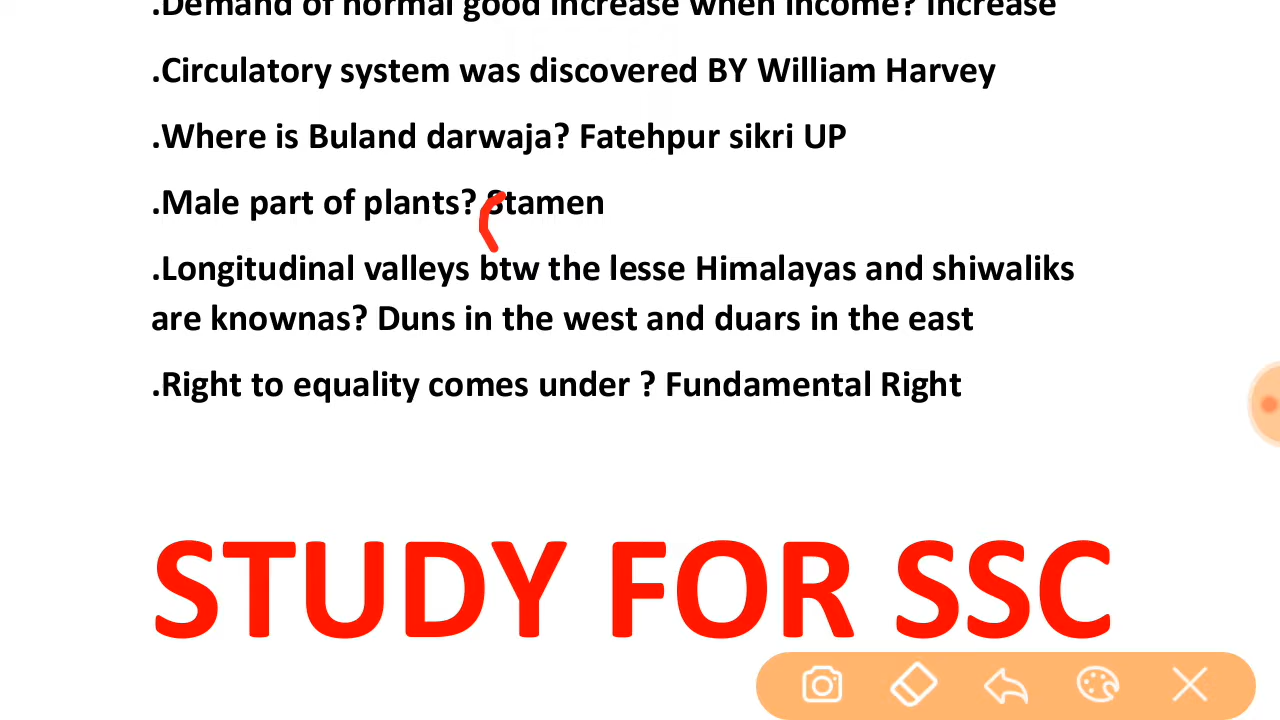 .Demand of normal good increase when income? Increase
.Circulatory system was discovered BY William Harvey
.Where is Buland darwaja? Fatehpur sikri UP
.Male part of plants? Stamen
.Longitudinal valleys btw the lesse Himalayas and shiwaliks
are knownas? Duns in the west and duars in the east
.Right to equality comes under ? Fundamental Right
STUDY FOR SSC